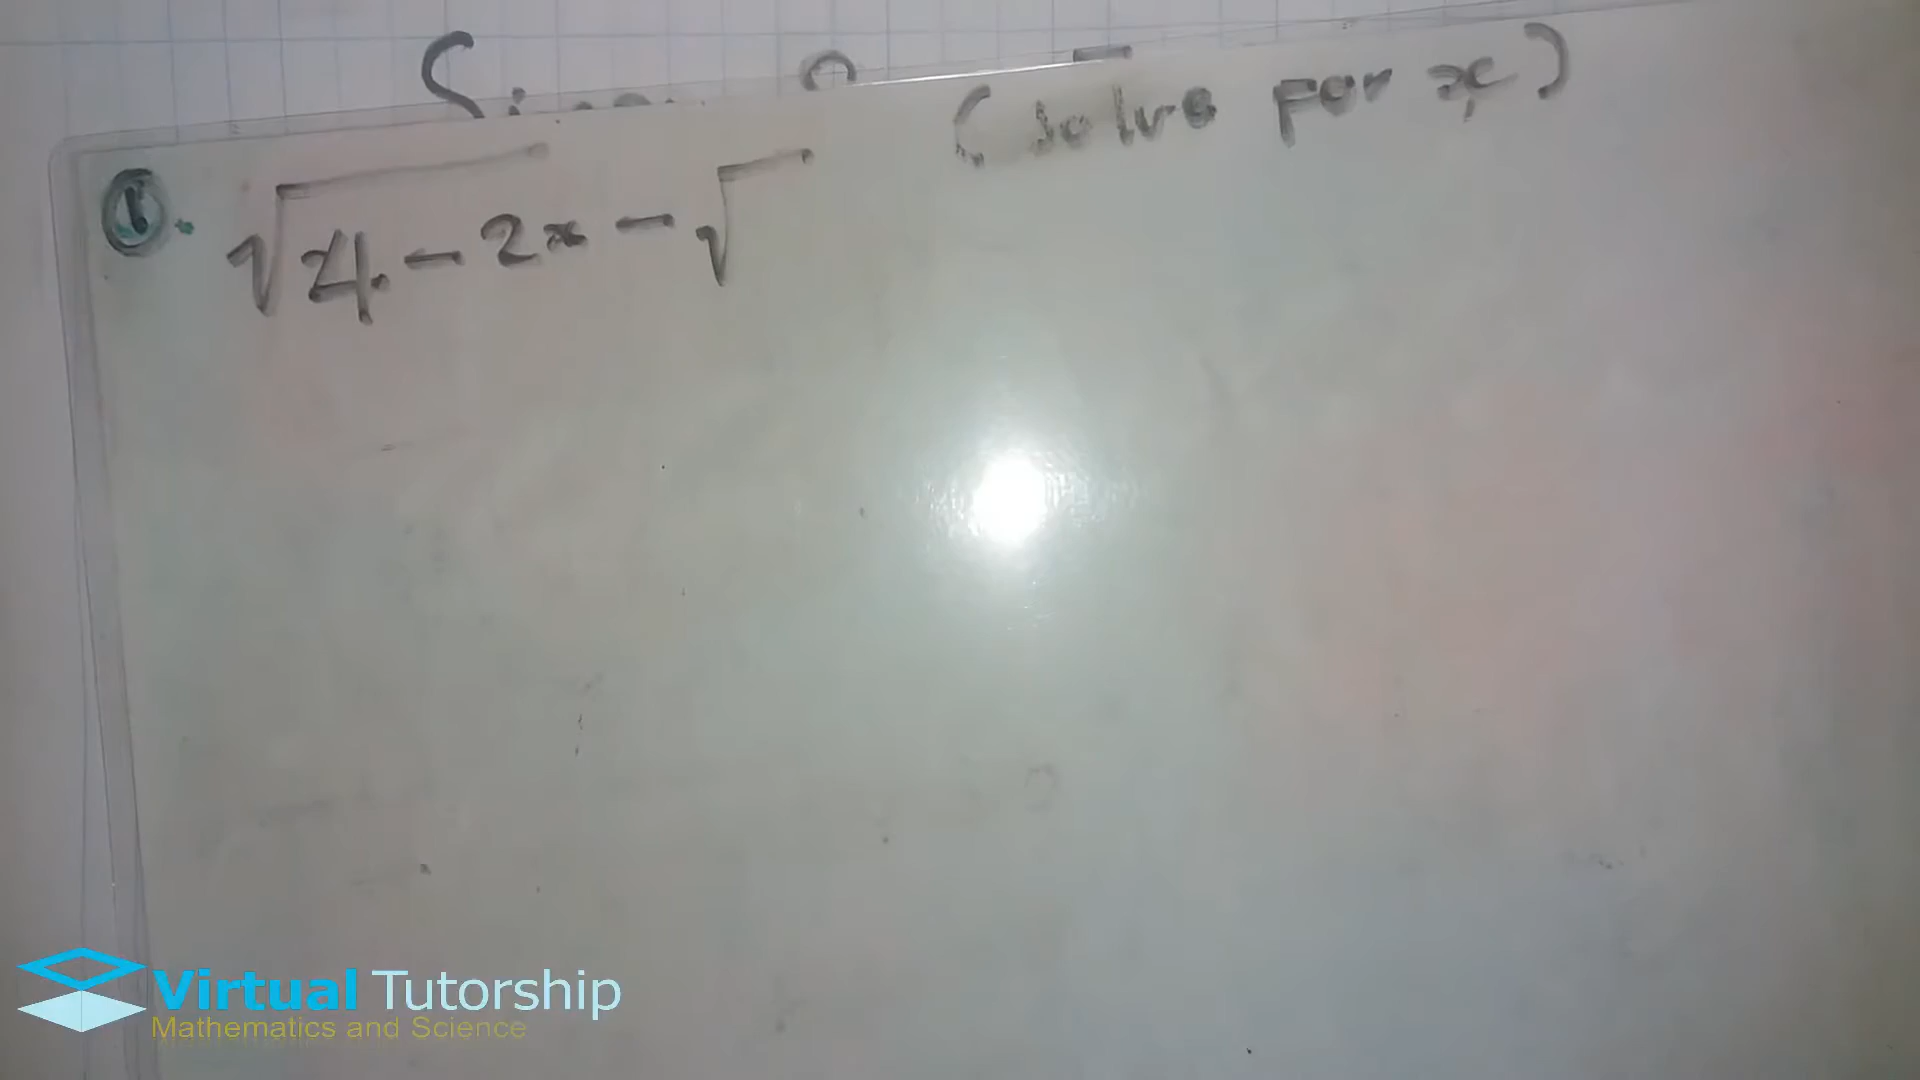 (solve for x)
①. √4-2x - √
Virtual Tutorship
Mathematics and Science